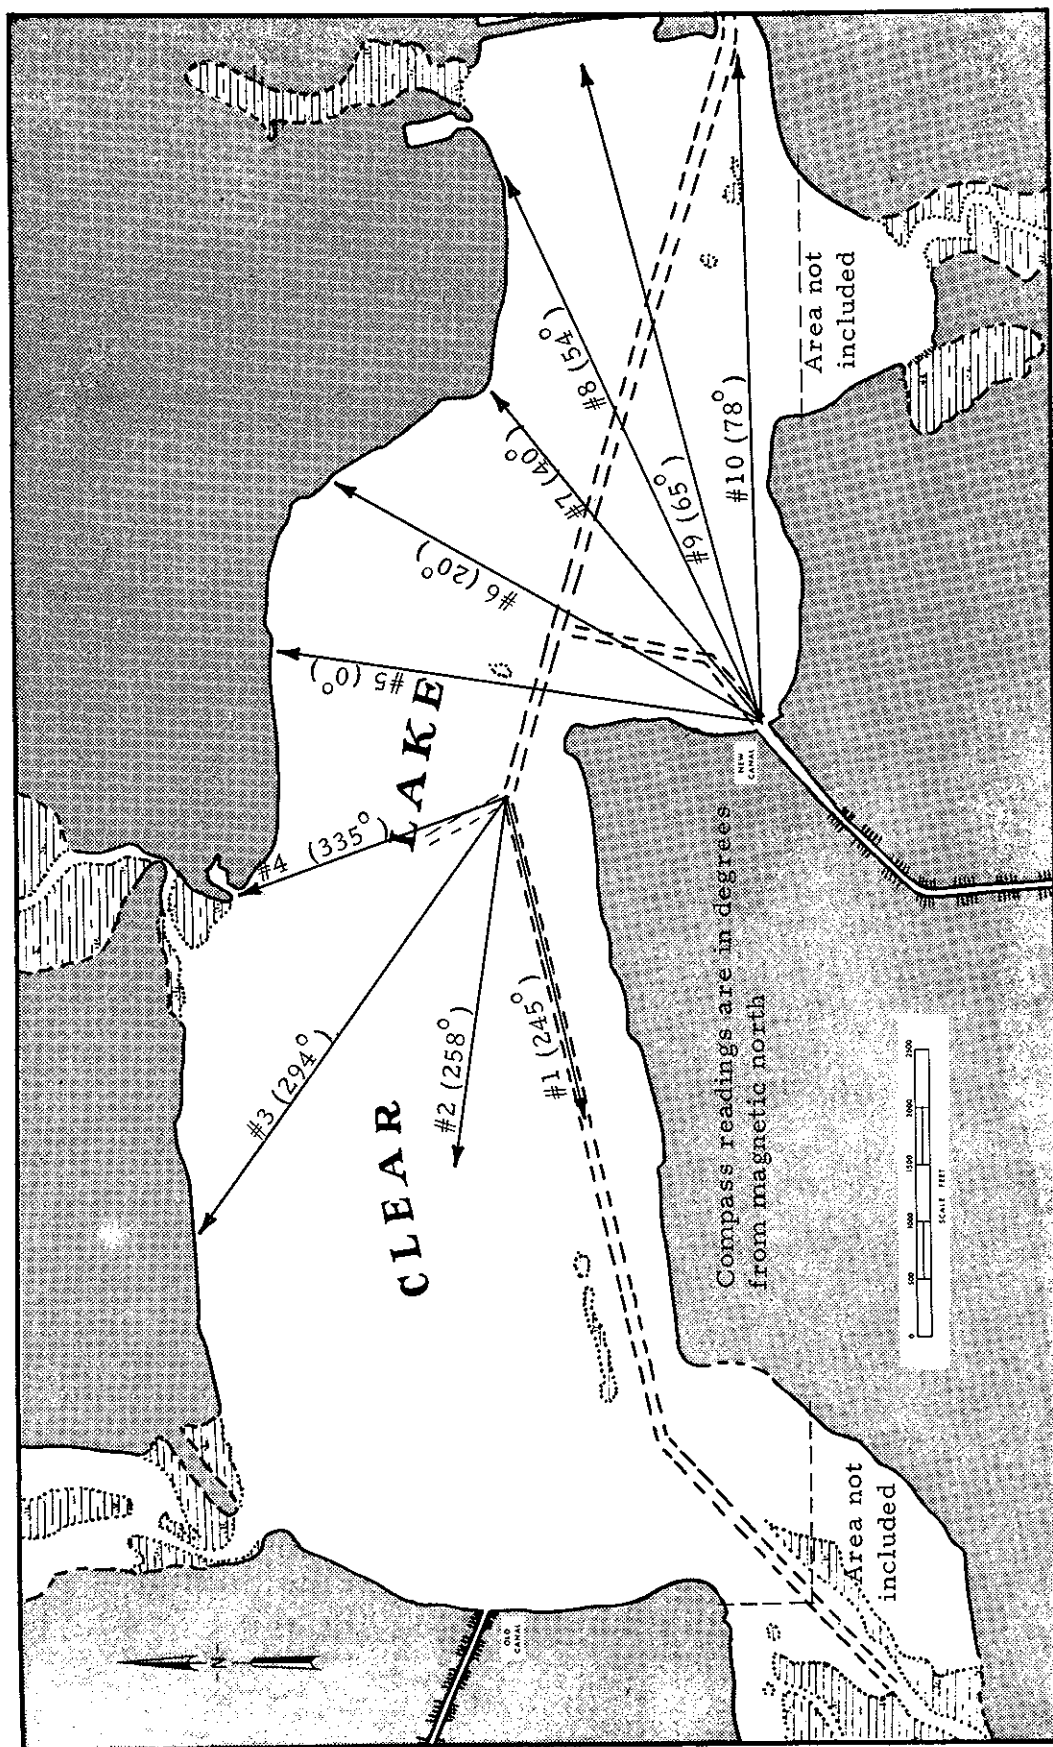 CLEAR
LAKE
#1 (245°)
#2 (258°)
#3 (294°)
#4 (335°)
#5 (0°)
#6 (20°)
#7 (40°)
#8 (54°)
#9 (65°)
#10 (78°)
Area not
included
Area not
included
NEW
CANAL
OLD
CANAL
N
Compass readings are in degrees
from magnetic north
0 500 1000 1500 2000 2500
SCALE FEET